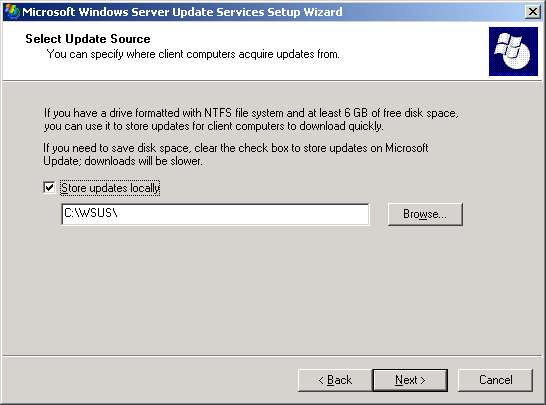 Microsoft Windows Server Update Services Setup Wizard
Select Update Source
You can specify where client computers acquire updates from.
If you have a drive formatted with NTFS file system and at least 6 GB of free disk space,
you can use it to store updates for client computers to download quickly.
If you need to save disk space, clear the check box to store updates on Microsoft
Update; downloads will be slower.
Store updates locally
C:\WSUS\
Browse...
< Back
Next >
Cancel